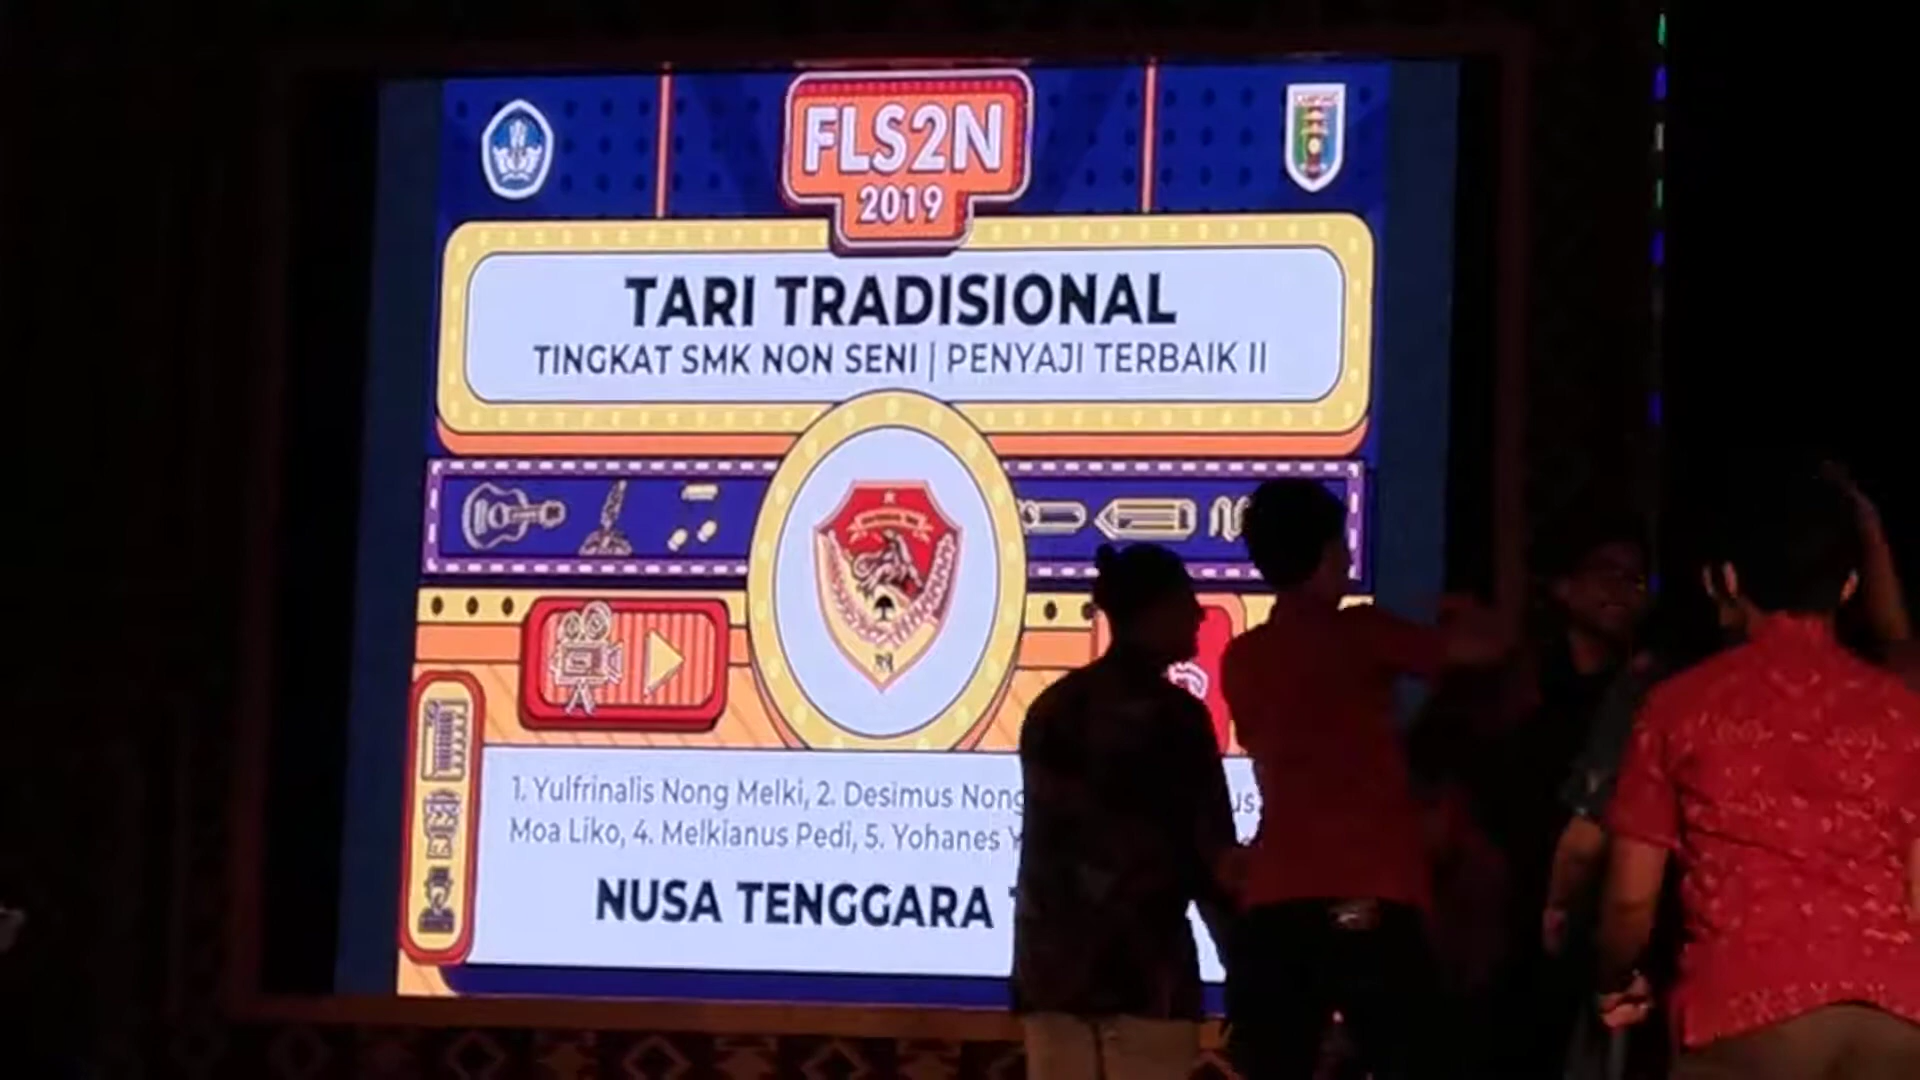 FLS2N
2019
TARI TRADISIONAL
TINGKAT SMK NON SENI | PENYAJI TERBAIK II
1. Yulfrinalis Nong Melki, 2. Desimus Nong
Moa Liko, 4. Melkianus Pedi, 5. Yohanes
NUSA TENGGARA